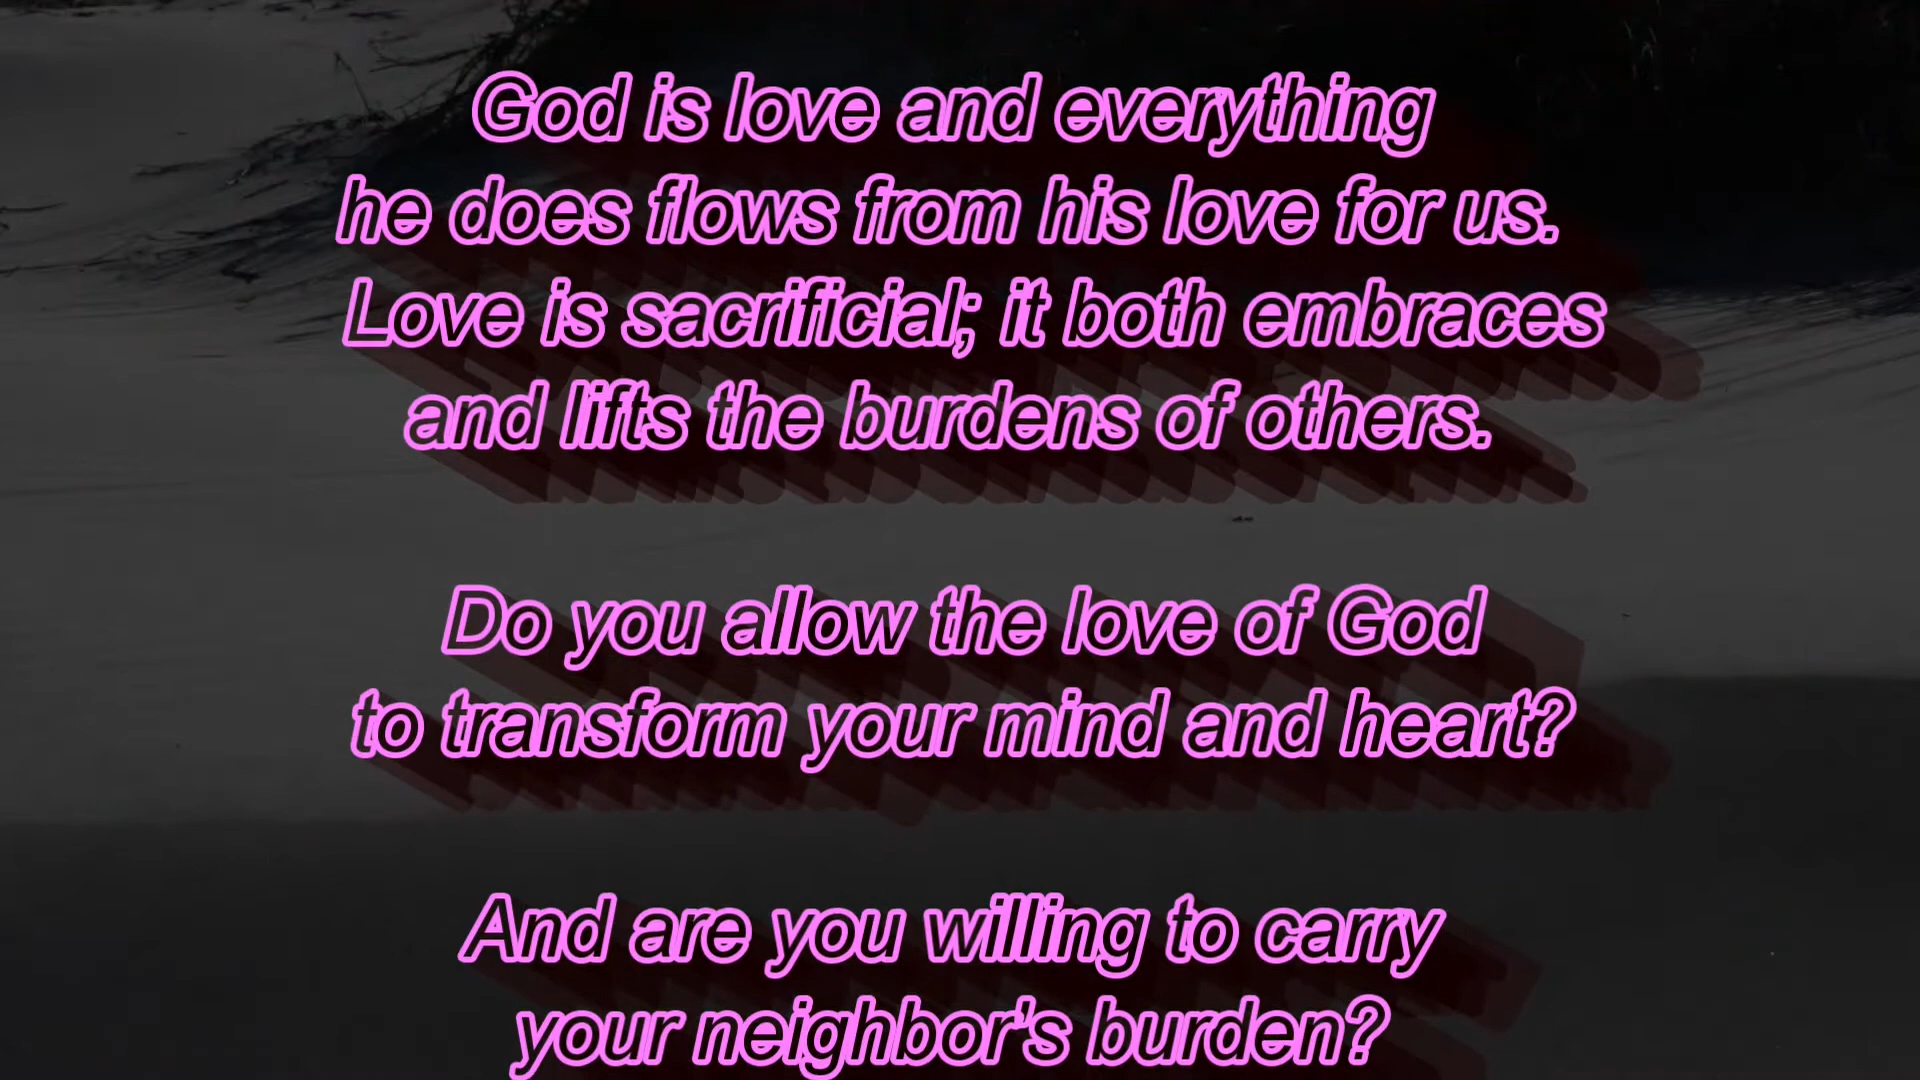 God is love and everything
he does flows from his love for us.
Love is sacrificial; it both embraces
and lifts the burdens of others.
Do you allow the love of God
to transform your mind and heart?
And are you willing to carry
your neighbor's burden?